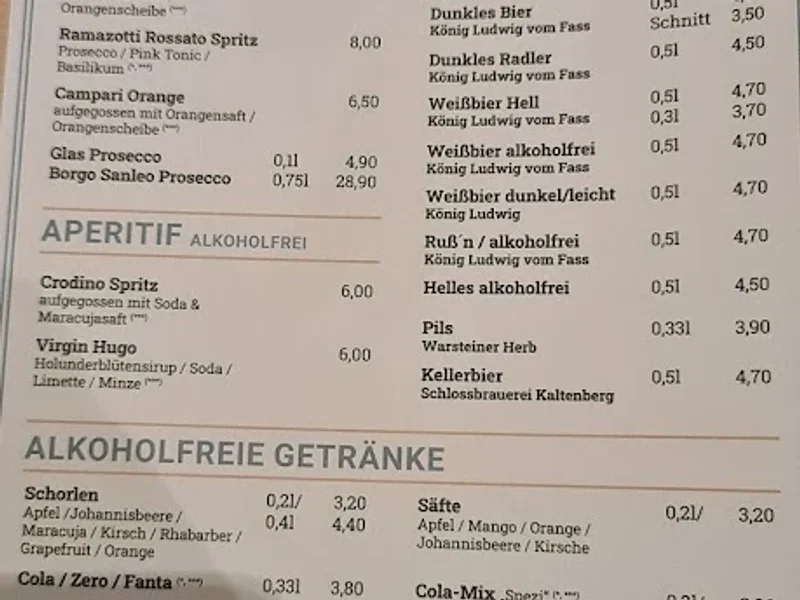 Orangenscheibe (***)
Ramazotti Rossato Spritz 8,00
Prosecco / Pink Tonic /
Basilikum (*, ***)
Campari Orange 6,50
aufgegossen mit Orangensaft /
Orangenscheibe (***)
Glas Prosecco 0,1l 4,90
Borgo Sanleo Prosecco 0,75l 28,90
APERITIF ALKOHOLFREI
Crodino Spritz 6,00
aufgegossen mit Soda &
Maracujasaft (***)
Virgin Hugo 6,00
Holunderblütensirup / Soda /
Limette / Minze (***)
Dunkles Bier 0,5l
König Ludwig vom Fass Schnitt 3,50
Dunkles Radler 0,5l 4,50
König Ludwig vom Fass
Weißbier Hell 0,5l 4,70
König Ludwig vom Fass 0,3l 3,70
Weißbier alkoholfrei 0,5l 4,70
König Ludwig vom Fass
Weißbier dunkel/leicht 0,5l 4,70
König Ludwig
Ruß´n / alkoholfrei 0,5l 4,70
König Ludwig vom Fass
Helles alkoholfrei 0,5l 4,50
Pils 0,33l 3,90
Warsteiner Herb
Kellerbier 0,5l 4,70
Schlossbrauerei Kaltenberg
ALKOHOLFREIE GETRÄNKE
Schorlen 0,2l/ 3,20
Apfel /Johannisbeere / 0,4l 4,40
Maracuja / Kirsch / Rhabarber /
Grapefruit / Orange
Cola / Zero / Fanta (*, ***) 0,33l 3,80
Säfte 0,2l/ 3,20
Apfel / Mango / Orange /
Johannisbeere / Kirsche
Cola-Mix „Spezi" (*, ***) 0,2l/